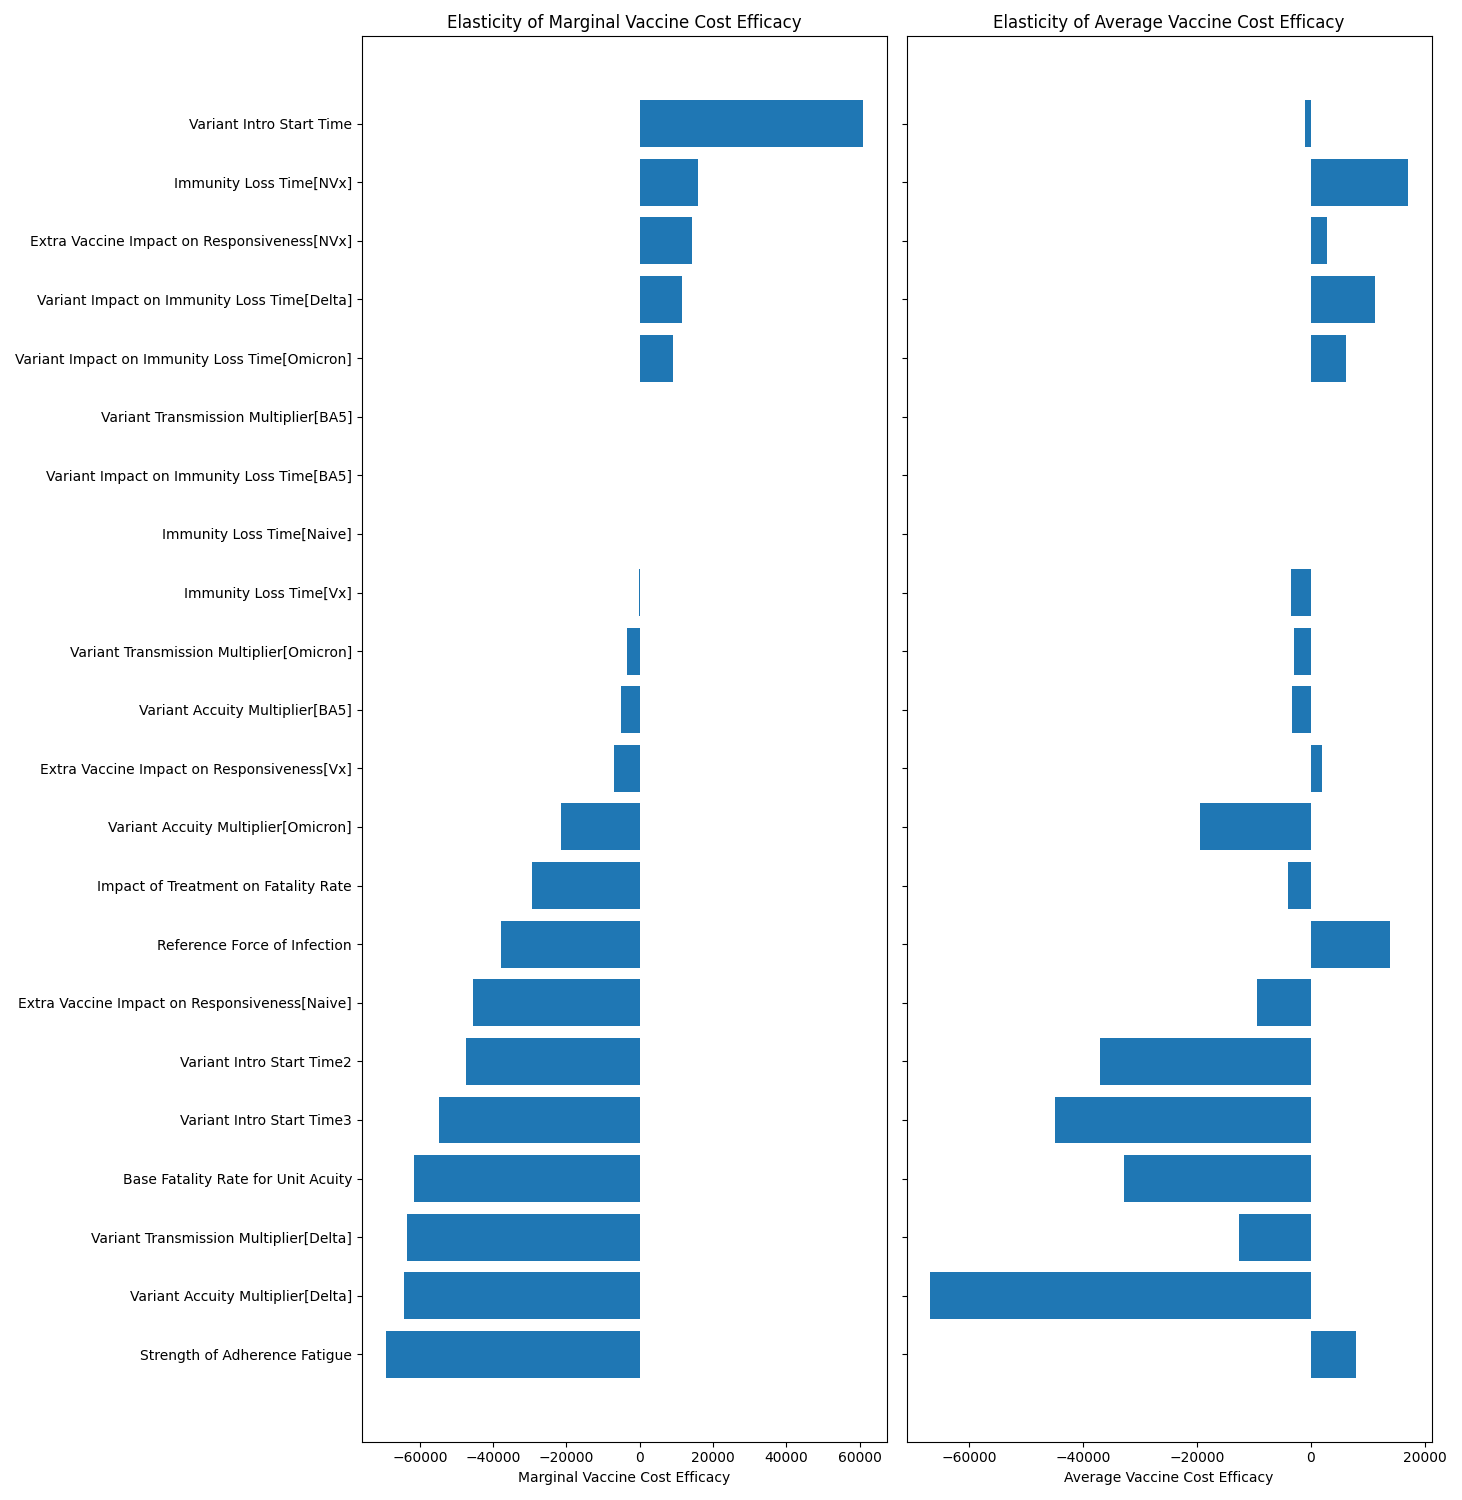 Elasticity of Marginal Vaccine Cost Efficacy
Elasticity of Average Vaccine Cost Efficacy
Variant Intro Start Time
Immunity Loss Time[NVx]
Extra Vaccine Impact on Responsiveness[NVx]
Variant Impact on Immunity Loss Time[Delta]
Variant Impact on Immunity Loss Time[Omicron]
Variant Transmission Multiplier[BA5]
Variant Impact on Immunity Loss Time[BA5]
Immunity Loss Time[Naive]
Immunity Loss Time[Vx]
Variant Transmission Multiplier[Omicron]
Variant Accuity Multiplier[BA5]
Extra Vaccine Impact on Responsiveness[Vx]
Variant Accuity Multiplier[Omicron]
Impact of Treatment on Fatality Rate
Reference Force of Infection
Extra Vaccine Impact on Responsiveness[Naive]
Variant Intro Start Time2
Variant Intro Start Time3
Base Fatality Rate for Unit Acuity
Variant Transmission Multiplier[Delta]
Variant Accuity Multiplier[Delta]
Strength of Adherence Fatigue
−60000 −40000 −20000 0 20000 40000 60000
Marginal Vaccine Cost Efficacy
−60000 −40000 −20000 0 20000
Average Vaccine Cost Efficacy